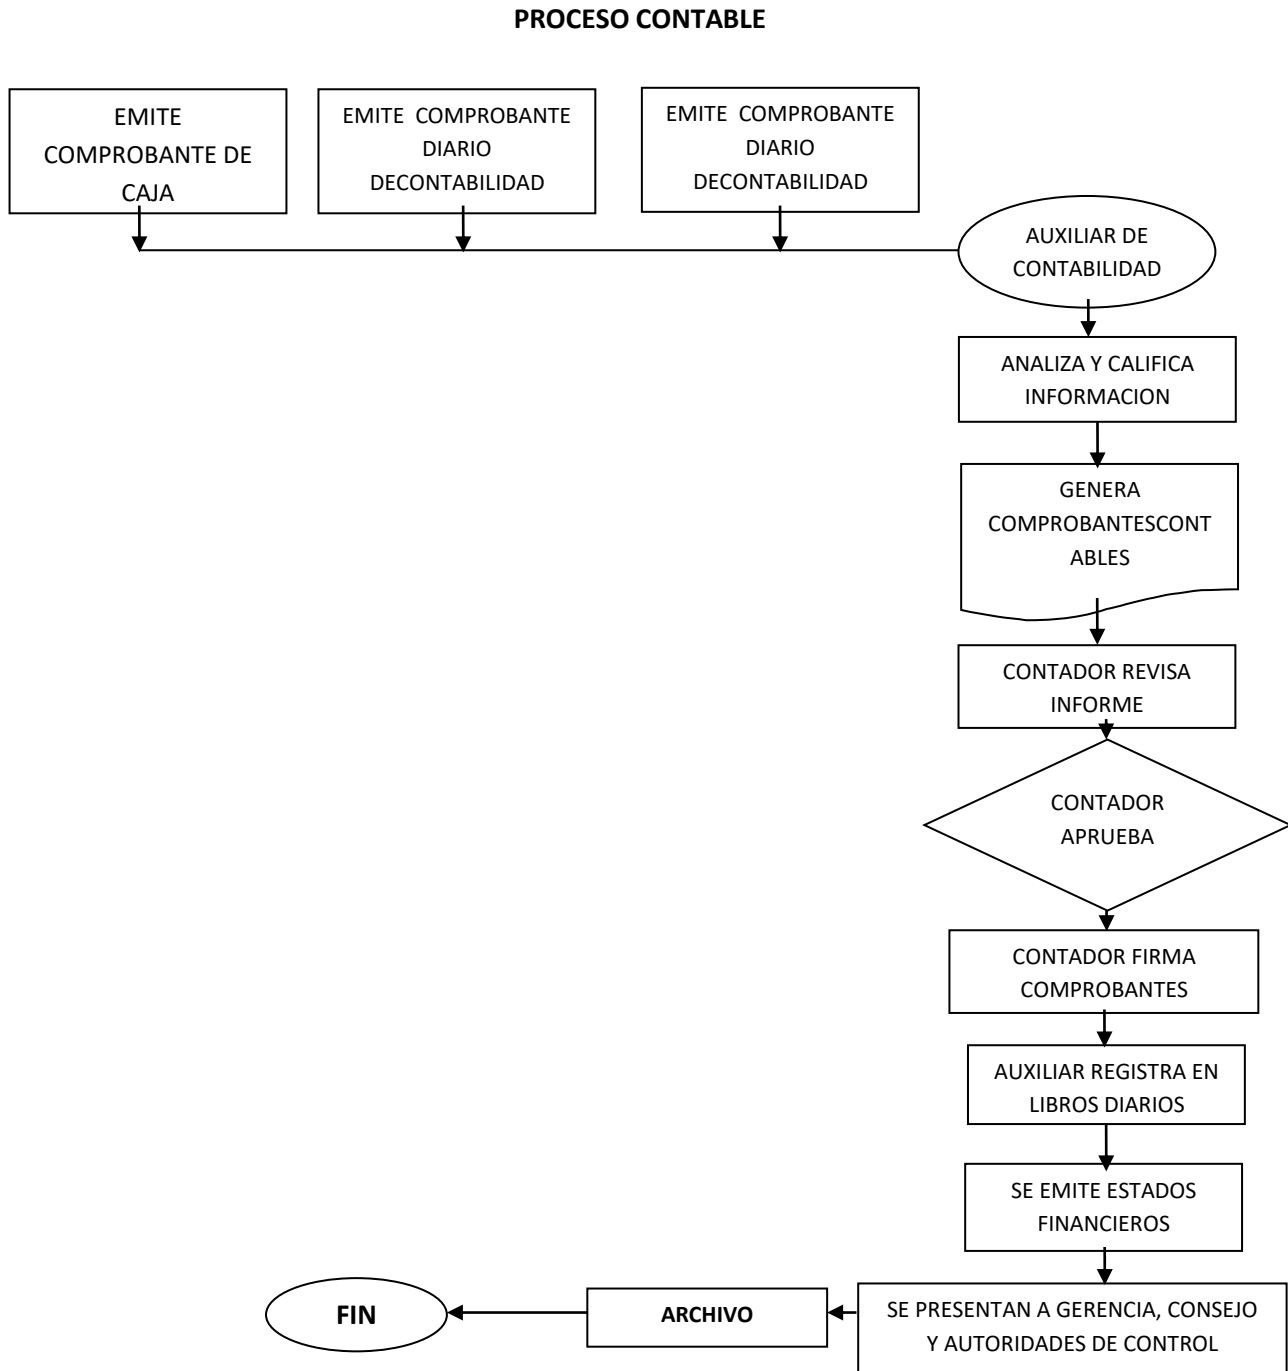 PROCESO CONTABLE
EMITE
COMPROBANTE DE
CAJA
EMITE COMPROBANTE
DIARIO
DECONTABILIDAD
EMITE COMPROBANTE
DIARIO
DECONTABILIDAD
AUXILIAR DE
CONTABILIDAD
ANALIZA Y CALIFICA
INFORMACION
GENERA
COMPROBANTESCONT
ABLES
CONTADOR REVISA
INFORME
CONTADOR
APRUEBA
CONTADOR FIRMA
COMPROBANTES
AUXILIAR REGISTRA EN
LIBROS DIARIOS
SE EMITE ESTADOS
FINANCIEROS
SE PRESENTAN A GERENCIA, CONSEJO
Y AUTORIDADES DE CONTROL
ARCHIVO
FIN